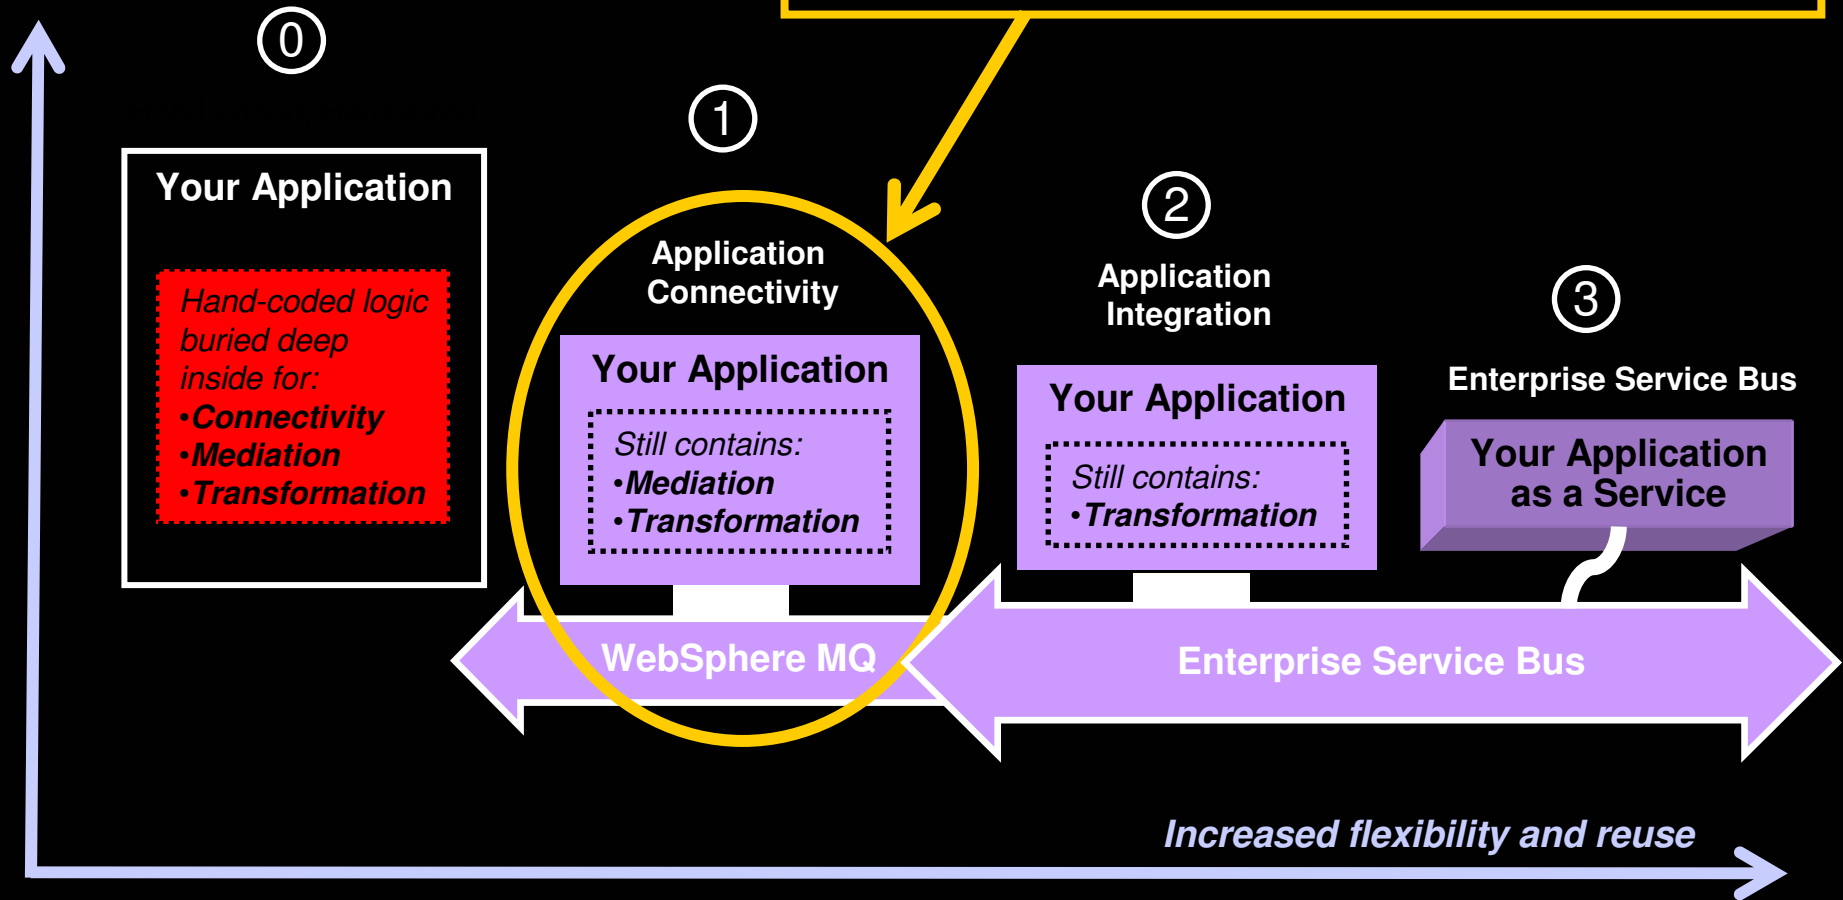 0
Your Application
Hand-coded logic
buried deep
inside for:
•Connectivity
•Mediation
•Transformation
1
Application
Connectivity
Your Application
Still contains:
•Mediation
•Transformation
WebSphere MQ
2
Application
Integration
Your Application
Still contains:
•Transformation
3
Enterprise Service Bus
Your Application
as a Service
Enterprise Service Bus
Increased flexibility and reuse